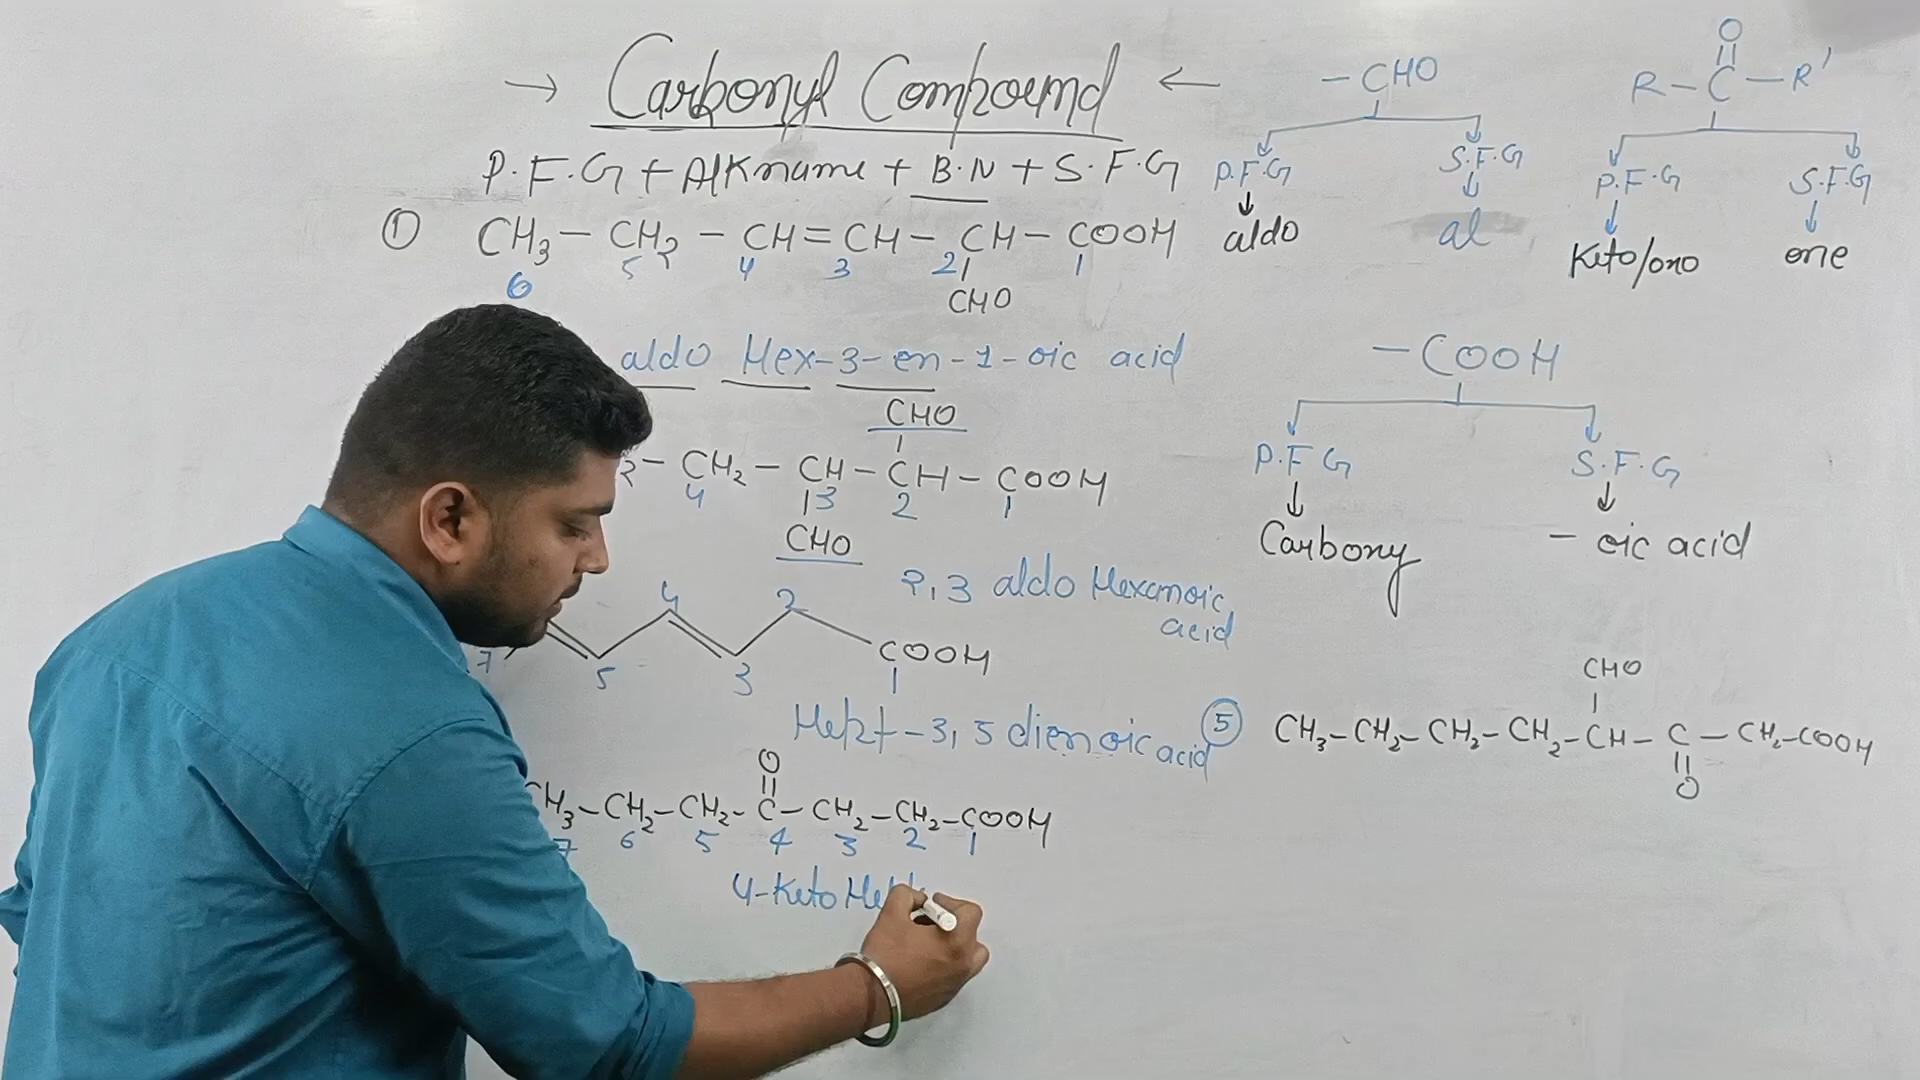 → Carbonyl Compound ←
P.F.G + Alkname + B.N + S.F.G
① CH₃ – CH₂ – CH = CH – CH – COOH
6 5 4 3 2 1
CHO
aldo Hex-3-en-1-oic acid
CHO
– CH₂ – CH – CH – COOH
4 3 2 1
CHO
2,3 aldo Hexanoic acid
4 2
COOH
7 5 3 1
Hept-3,5 dienoic acid
O
H₃–CH₂–CH₂–C–CH₂–CH₂–COOH
7 6 5 4 3 2 1
4-Keto
–CHO
P.F.G S.F.G
aldo al
O
R–C–R'
P.F.G S.F.G
Keto/oxo one
–COOH
P.F G S.F.G
Carboxy – oic acid
CHO
⑤ CH₃–CH₂–CH₂–CH₂–CH–C–CH₂–COOH
O